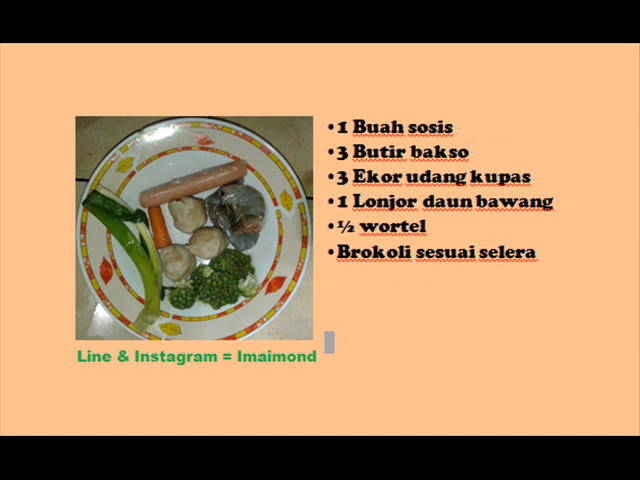 • 1 Buah sosis
• 3 Butir bakso
• 3 Ekor udang kupas
• 1 Lonjor daun bawang
• ½ wortel
• Brokoli sesuai selera
Line & Instagram = Imaimond